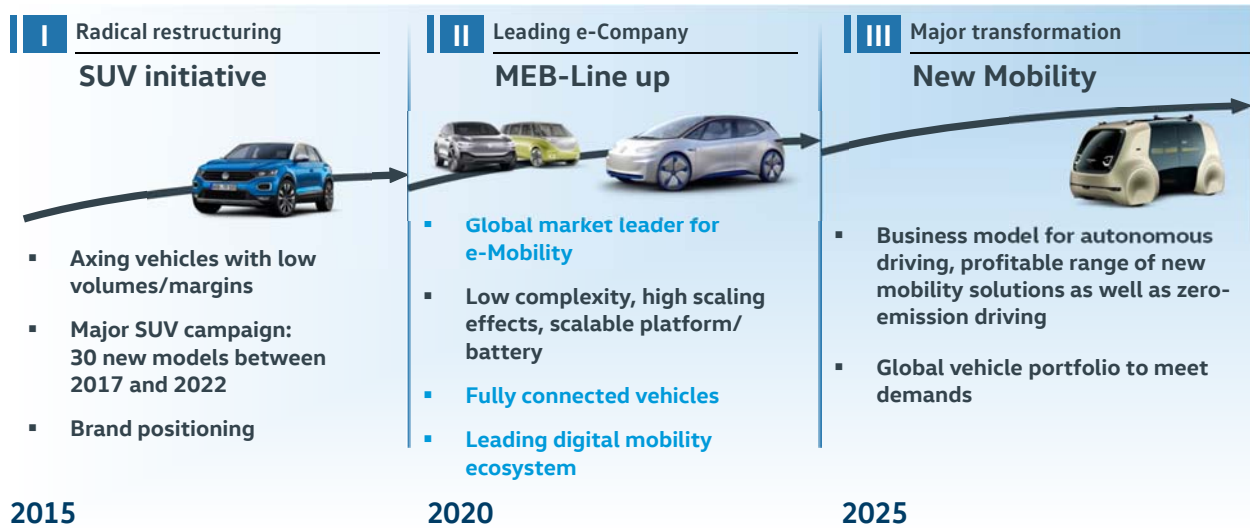 I Radical restructuring
SUV initiative
▪ Axing vehicles with low
volumes/margins
▪ Major SUV campaign:
30 new models between
2017 and 2022
▪ Brand positioning
2015
II Leading e-Company
MEB-Line up
▪ Global market leader for
e-Mobility
▪ Low complexity, high scaling
effects, scalable platform/
battery
▪ Fully connected vehicles
▪ Leading digital mobility
ecosystem
2020
III Major transformation
New Mobility
▪ Business model for autonomous
driving, profitable range of new
mobility solutions as well as zero-
emission driving
▪ Global vehicle portfolio to meet
demands
2025